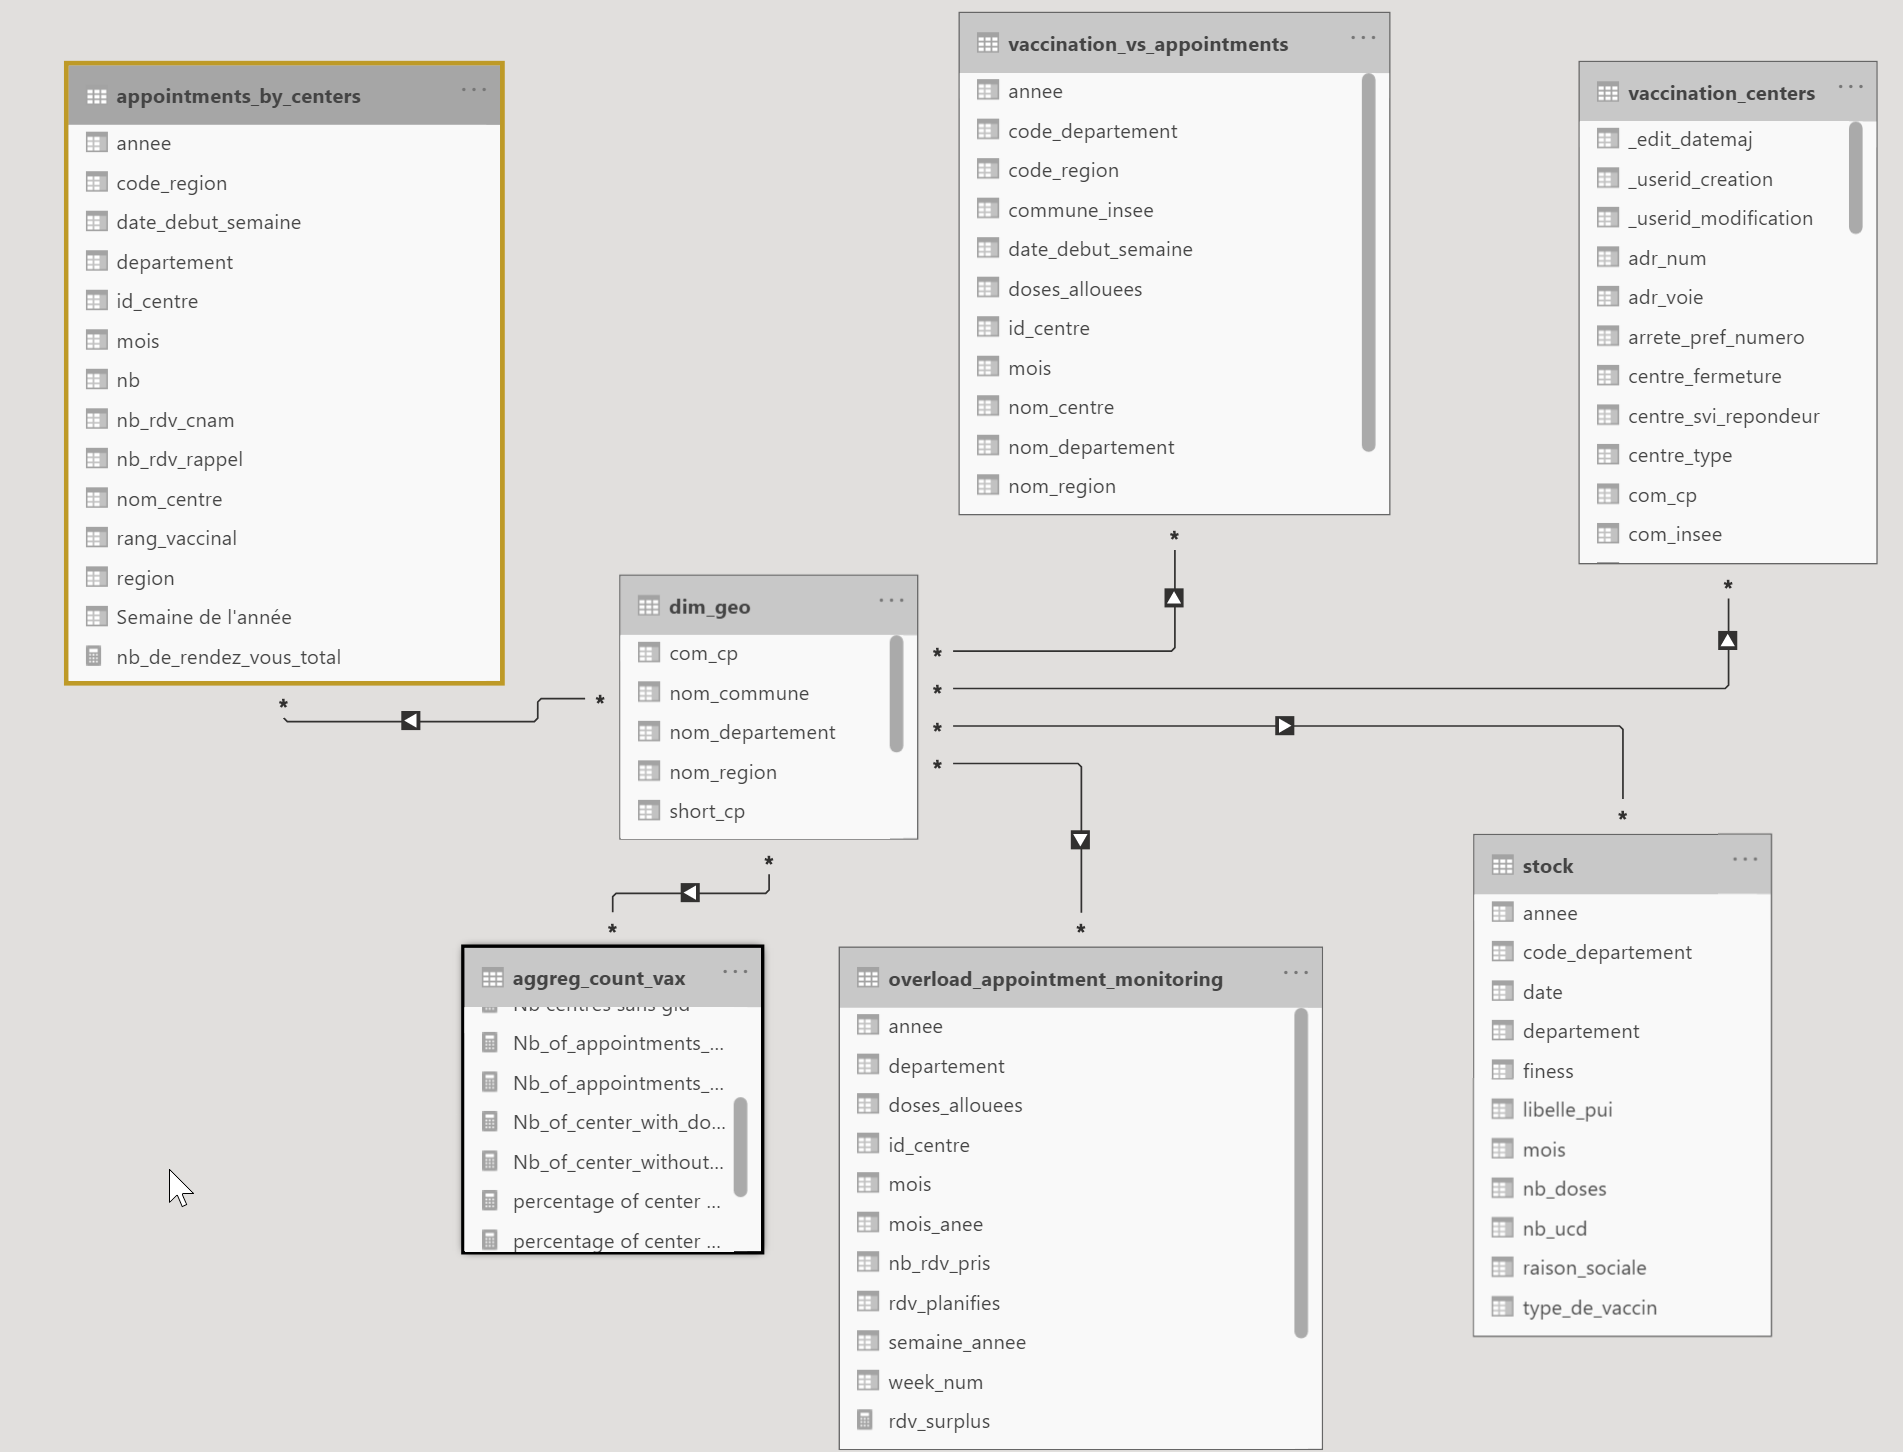 appointments_by_centers
annee
code_region
date_debut_semaine
departement
id_centre
mois
nb
nb_rdv_cnam
nb_rdv_rappel
nom_centre
rang_vaccinal
region
Semaine de l'année
nb_de_rendez_vous_total
vaccination_vs_appointments
annee
code_departement
code_region
commune_insee
date_debut_semaine
doses_allouees
id_centre
mois
nom_centre
nom_departement
nom_region
vaccination_centers
_edit_datemaj
_userid_creation
_userid_modification
adr_num
adr_voie
arrete_pref_numero
centre_fermeture
centre_svi_repondeur
centre_type
com_cp
com_insee
dim_geo
com_cp
nom_commune
nom_departement
nom_region
short_cp
aggreg_count_vax
Nb centres sans gid
Nb_of_appointments_...
Nb_of_appointments_...
Nb_of_center_with_do...
Nb_of_center_without...
percentage of center ...
percentage of center ...
overload_appointment_monitoring
annee
departement
doses_allouees
id_centre
mois
mois_anee
nb_rdv_pris
rdv_planifies
semaine_annee
week_num
rdv_surplus
stock
annee
code_departement
date
departement
finess
libelle_pui
mois
nb_doses
nb_ucd
raison_sociale
type_de_vaccin